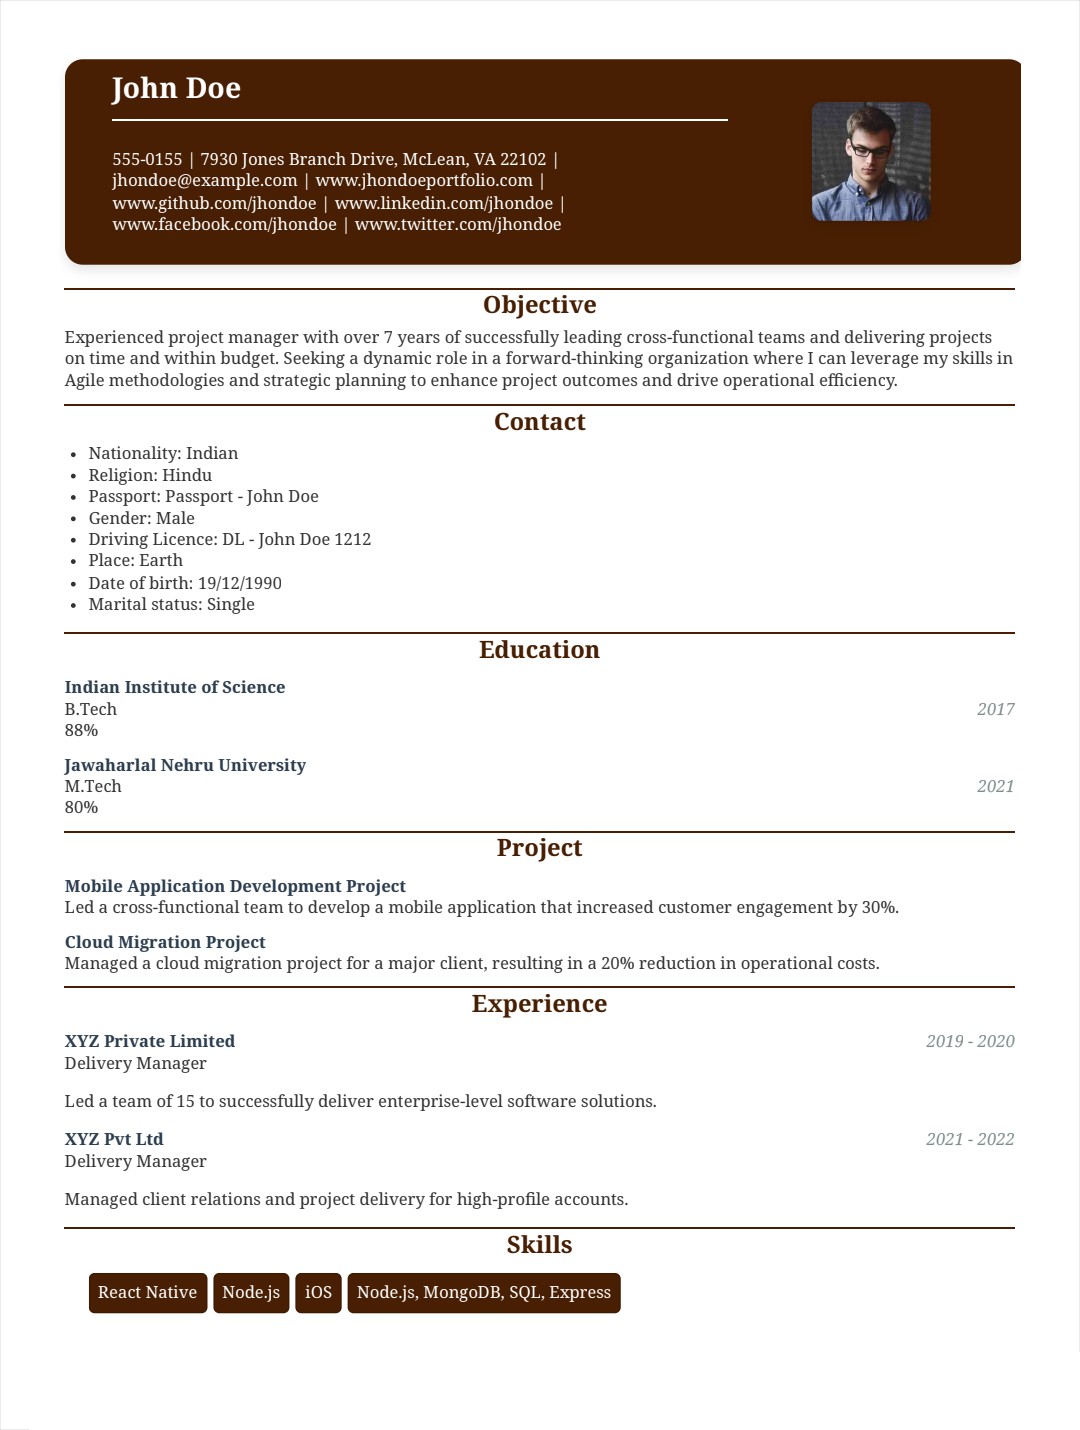 John Doe
555-0155 | 7930 Jones Branch Drive, McLean, VA 22102 |
jhondoe@example.com | www.jhondoeportfolio.com |
www.github.com/jhondoe | www.linkedin.com/jhondoe |
www.facebook.com/jhondoe | www.twitter.com/jhondoe
Objective
Experienced project manager with over 7 years of successfully leading cross-functional teams and delivering projects
on time and within budget. Seeking a dynamic role in a forward-thinking organization where I can leverage my skills in
Agile methodologies and strategic planning to enhance project outcomes and drive operational efficiency.
Contact
• Nationality: Indian
• Religion: Hindu
• Passport: Passport - John Doe
• Gender: Male
• Driving Licence: DL - John Doe 1212
• Place: Earth
• Date of birth: 19/12/1990
• Marital status: Single
Education
Indian Institute of Science
B.Tech 2017
88%
Jawaharlal Nehru University
M.Tech 2021
80%
Project
Mobile Application Development Project
Led a cross-functional team to develop a mobile application that increased customer engagement by 30%.
Cloud Migration Project
Managed a cloud migration project for a major client, resulting in a 20% reduction in operational costs.
Experience
XYZ Private Limited 2019 - 2020
Delivery Manager
Led a team of 15 to successfully deliver enterprise-level software solutions.
XYZ Pvt Ltd 2021 - 2022
Delivery Manager
Managed client relations and project delivery for high-profile accounts.
Skills
React Native Node.js iOS Node.js, MongoDB, SQL, Express